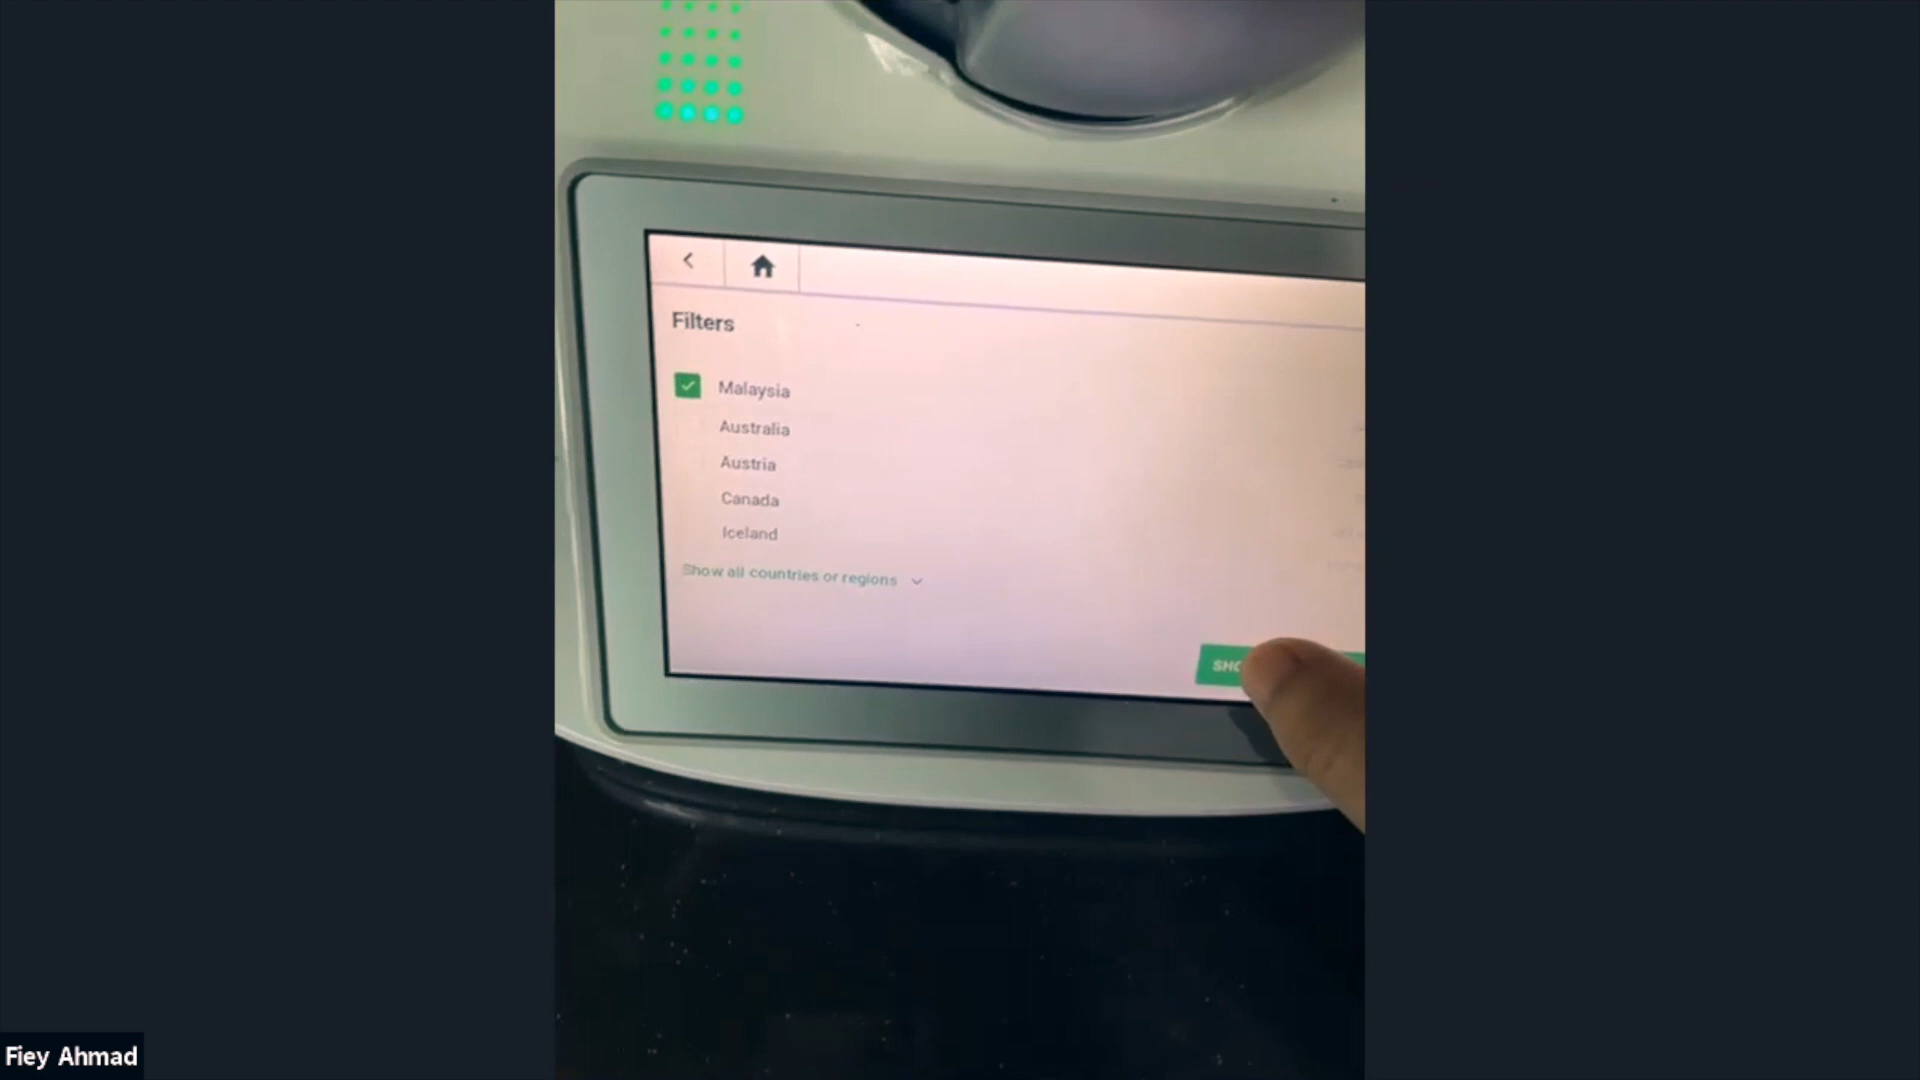 Filters
Malaysia
Australia
Austria
Canada
Iceland
Show all countries or regions
Fiey Ahmad